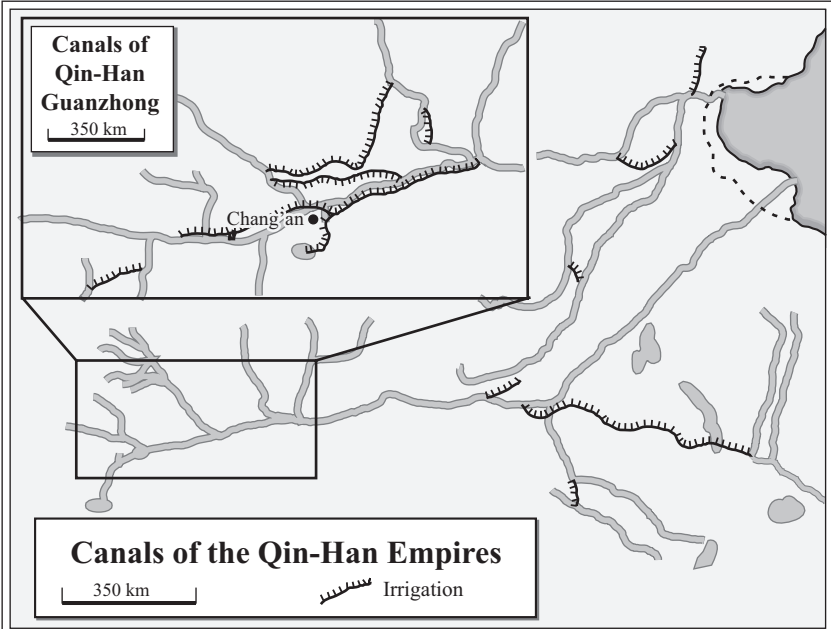 Canals of
Qin-Han
Guanzhong
350 km
Chang'an
Canals of the Qin-Han Empires
350 km
Irrigation